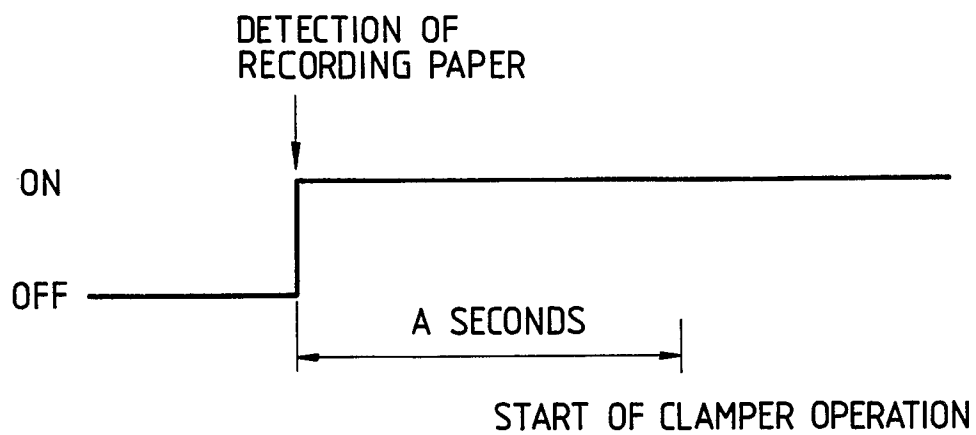 DETECTION OF
RECORDING PAPER
ON
OFF
A SECONDS
START OF CLAMPER OPERATION